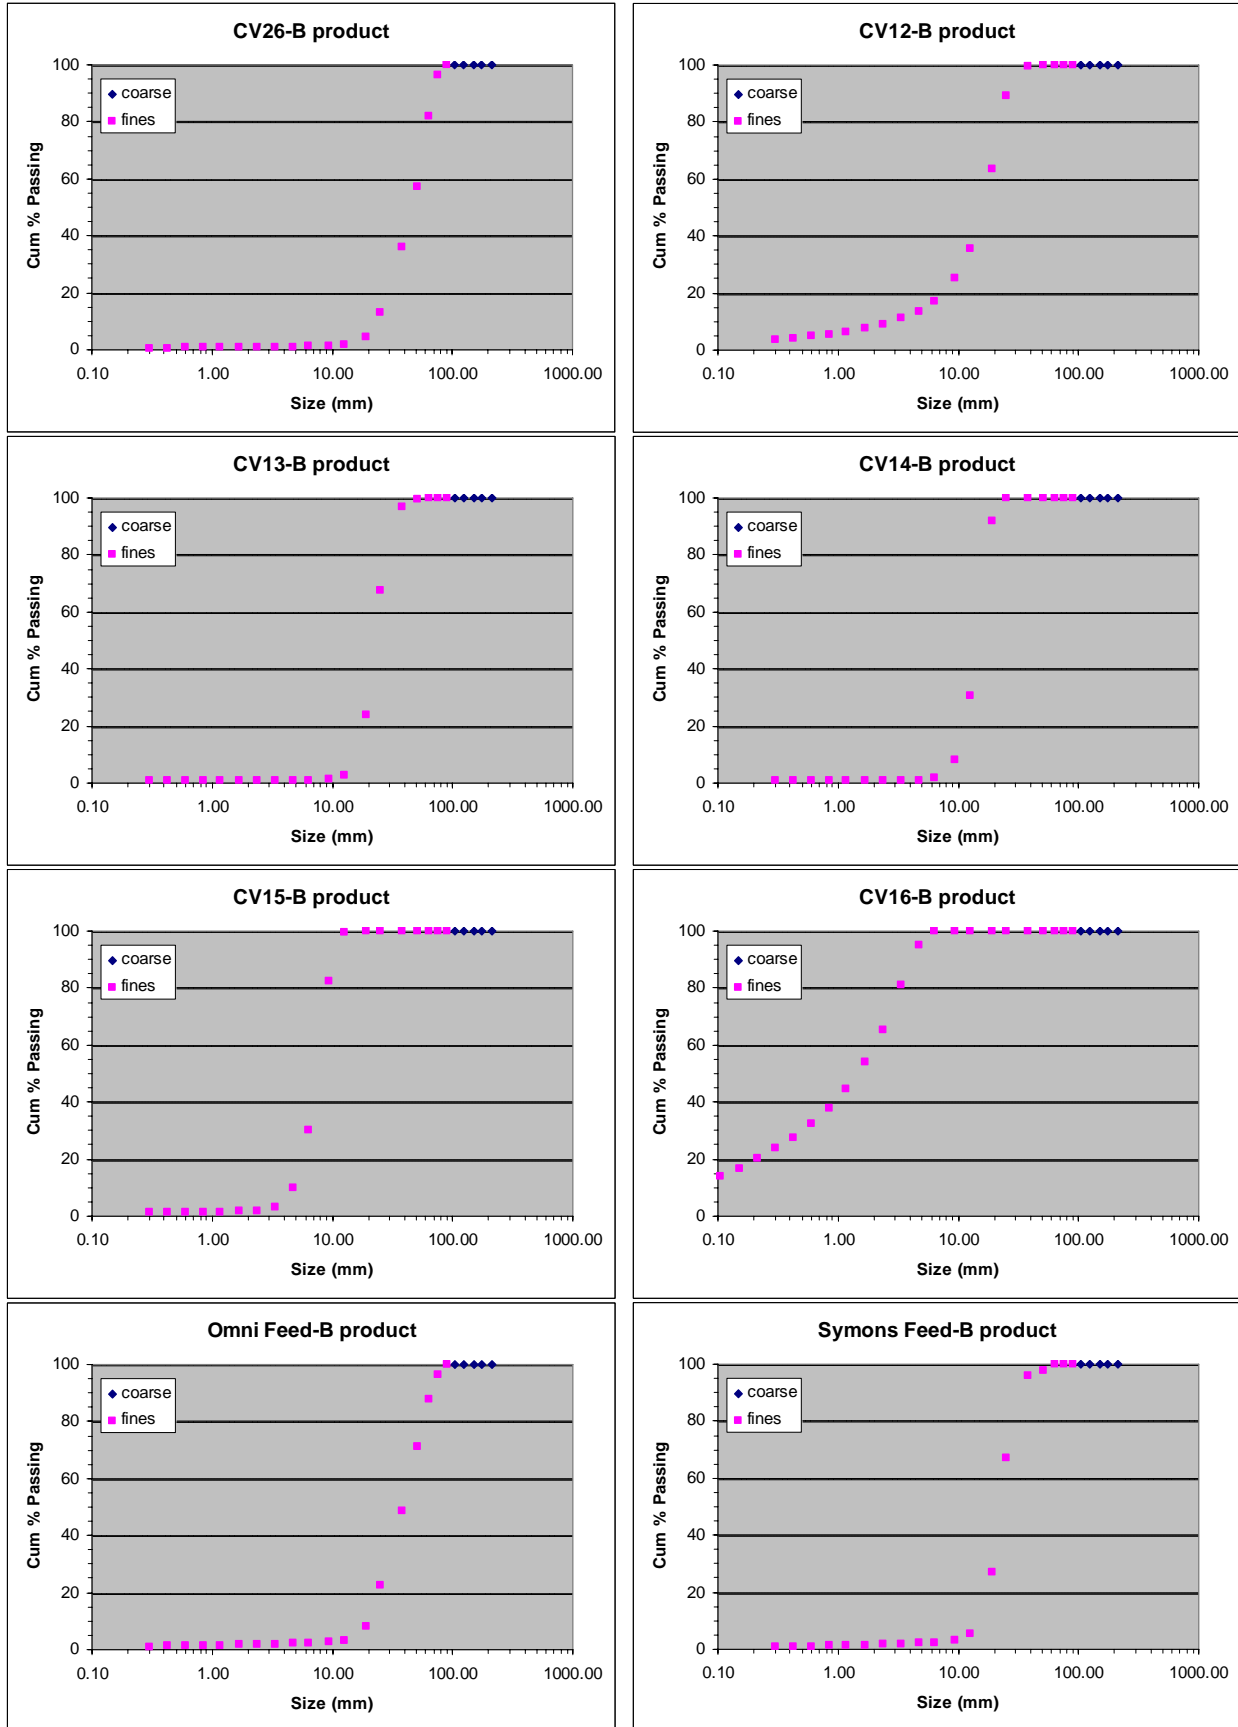 CV26-B product
100
80
60
40
20
0
Cum % Passing
coarse
fines
0.10 1.00 10.00 100.00 1000.00
Size (mm)
CV12-B product
100
80
60
40
20
0
Cum % Passing
coarse
fines
0.10 1.00 10.00 100.00 1000.00
Size (mm)
CV13-B product
100
80
60
40
20
0
Cum % Passing
coarse
fines
0.10 1.00 10.00 100.00 1000.00
Size (mm)
CV14-B product
100
80
60
40
20
0
Cum % Passing
coarse
fines
0.10 1.00 10.00 100.00 1000.00
Size (mm)
CV15-B product
100
80
60
40
20
0
Cum % Passing
coarse
fines
0.10 1.00 10.00 100.00 1000.00
Size (mm)
CV16-B product
100
80
60
40
20
0
Cum % Passing
coarse
fines
0.10 1.00 10.00 100.00 1000.00
Size (mm)
Omni Feed-B product
100
80
60
40
20
0
Cum % Passing
coarse
fines
0.10 1.00 10.00 100.00 1000.00
Size (mm)
Symons Feed-B product
100
80
60
40
20
0
Cum % Passing
coarse
fines
0.10 1.00 10.00 100.00 1000.00
Size (mm)